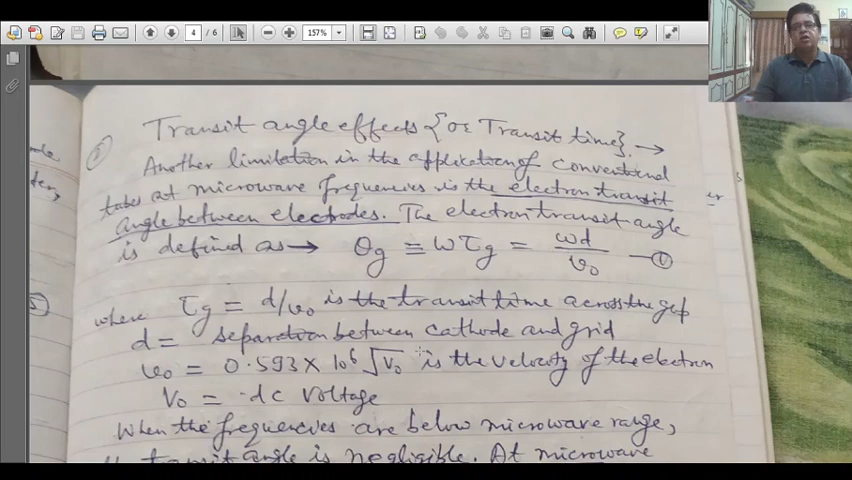 4 / 6
157%
Transit angle effects {or Transit time}. →
Another limitation in the application of conventional
tubes at microwave frequencies is the electron transit
angle between electrodes. The electron transit angle
is defined as → θg ≡ ωτg = ωd/v₀ —①
where τg = d/v₀ is the transit time across the gap
d = separation between cathode and grid
v₀ = 0.593 × 10⁶ √V₀ is the velocity of the electron
V₀ = dc voltage
When the frequencies are below microwave range,
transit angle is negligible. At microwave